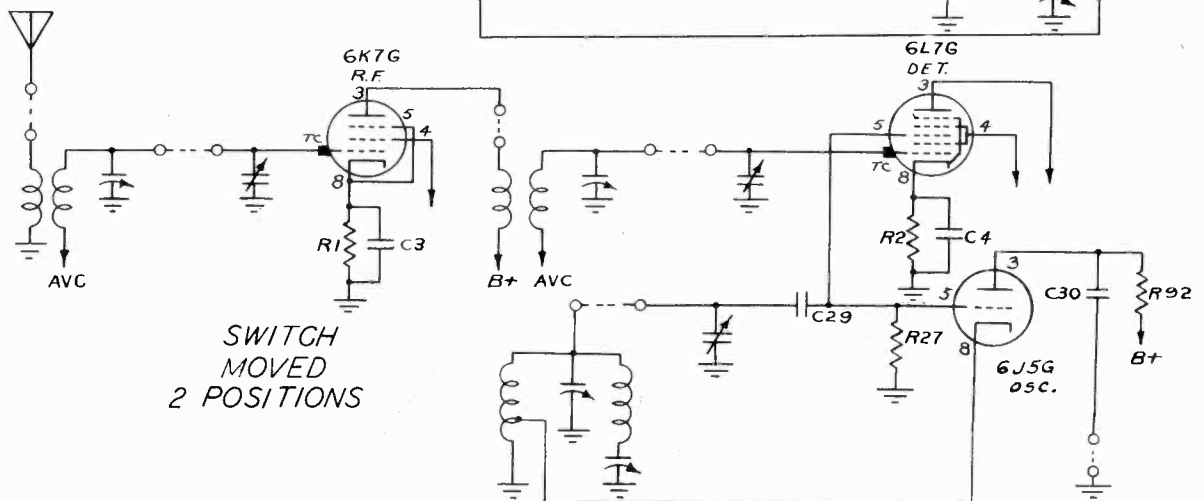 6K7G
R.F.
3
5
4
TC
8
R1
C3
AVC
B+
AVC
6L7G
DET.
3
5
4
TC
8
R2
C4
C29
R27
5
3
8
6J5G
OSC.
C30
R92
B+
SWITCH
MOVED
2 POSITIONS